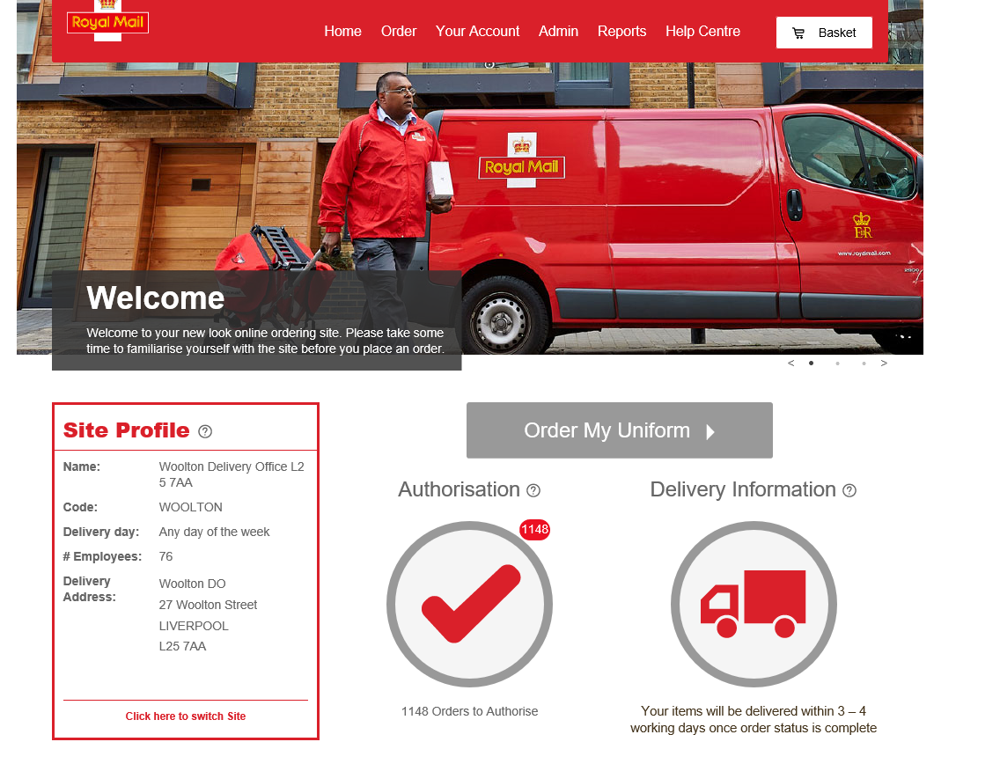 Royal Mail
Home Order Your Account Admin Reports Help Centre Basket
Royal Mail
E II R
www.royalmail.com
Welcome
Welcome to your new look online ordering site. Please take some
time to familiarise yourself with the site before you place an order.
< >
Site Profile ?
Name: Woolton Delivery Office L2
5 7AA
Code: WOOLTON
Delivery day: Any day of the week
# Employees: 76
Delivery
Address:
Woolton DO
27 Woolton Street
LIVERPOOL
L25 7AA
Click here to switch Site
Order My Uniform
Authorisation ?
1148
1148 Orders to Authorise
Delivery Information ?
Your items will be delivered within 3 – 4
working days once order status is complete